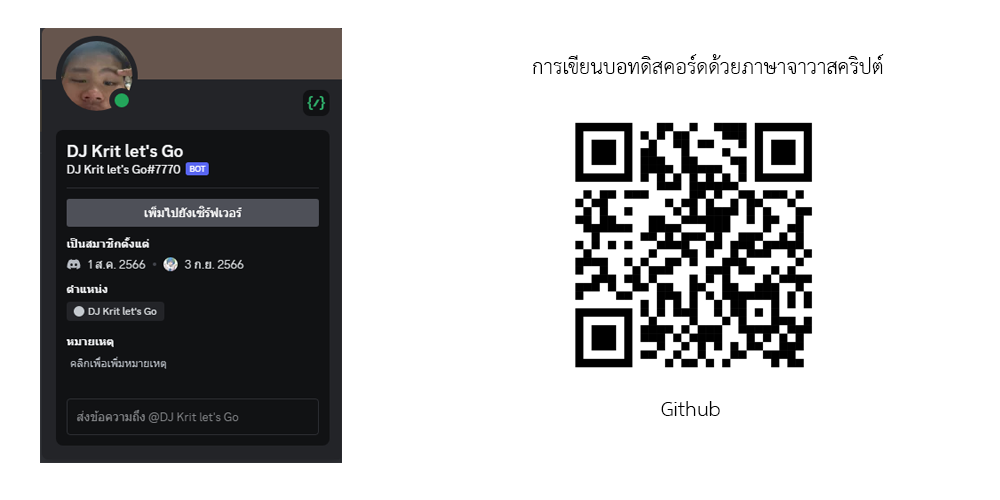 DJ Krit let's Go
DJ Krit let's Go#7770 BOT
เพิ่มไปยังเซิร์ฟเวอร์
เป็นสมาชิกตั้งแต่
1 ส.ค. 2566 • 3 ก.ย. 2566
ตำแหน่ง
DJ Krit let's Go
หมายเหตุ
คลิกเพื่อเพิ่มหมายเหตุ
ส่งข้อความถึง @DJ Krit let's Go
การเขียนบอทดิสคอร์ดด้วยภาษาจาวาสคริปต์
Github